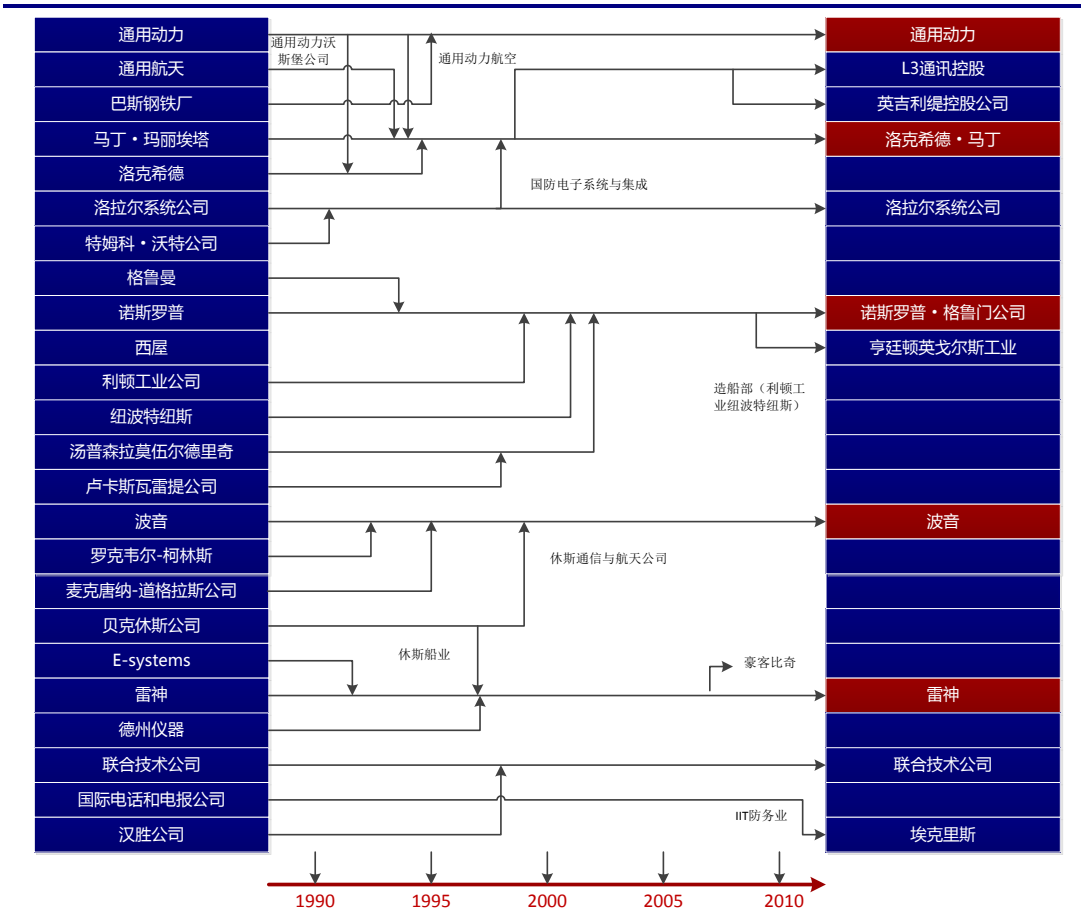 通用动力
通用航天
巴斯钢铁厂
马丁·玛丽埃塔
洛克希德
洛拉尔系统公司
特姆科·沃特公司
格鲁曼
诺斯罗普
西屋
利顿工业公司
纽波特纽斯
汤普森拉莫伍尔德里奇
卢卡斯瓦雷提公司
波音
罗克韦尔-柯林斯
麦克唐纳-道格拉斯公司
贝克休斯公司
E-systems
雷神
德州仪器
联合技术公司
国际电话和电报公司
汉胜公司
通用动力沃
斯堡公司
通用动力航空
国防电子系统与集成
造船部（利顿工
业纽波特纽斯）
休斯通信与航天公司
休斯船业
豪客比奇
IIT防务业
通用动力
L3通讯控股
英吉利缇控股公司
洛克希德·马丁
洛拉尔系统公司
诺斯罗普·格鲁门公司
亨廷顿英戈尔斯工业
波音
雷神
联合技术公司
埃克里斯
1990
1995
2000
2005
2010